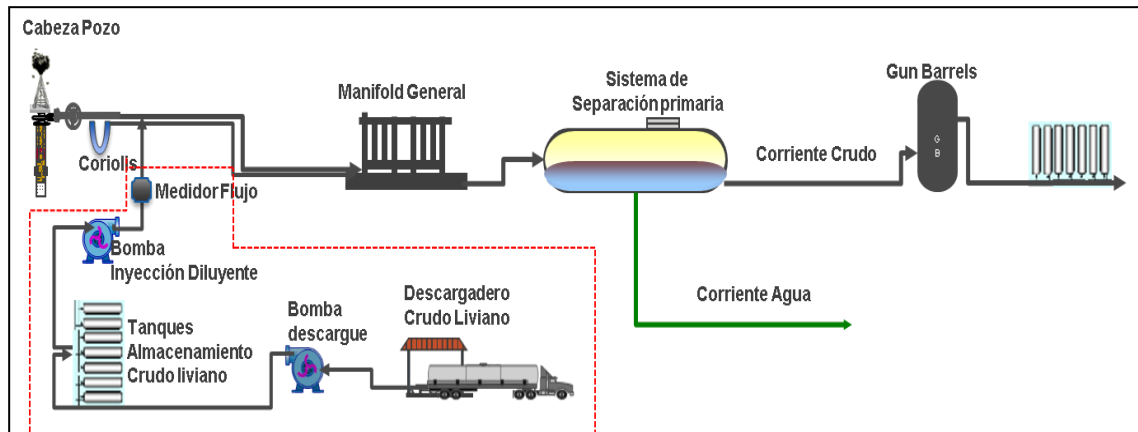 Cabeza Pozo
Coriolis
Medidor Flujo
Bomba
Inyección Diluyente
Tanques
Almacenamiento
Crudo liviano
Bomba
descargue
Descargadero
Crudo Liviano
Manifold General
Sistema de
Separación primaria
Corriente Crudo
Corriente Agua
Gun Barrels
G
B